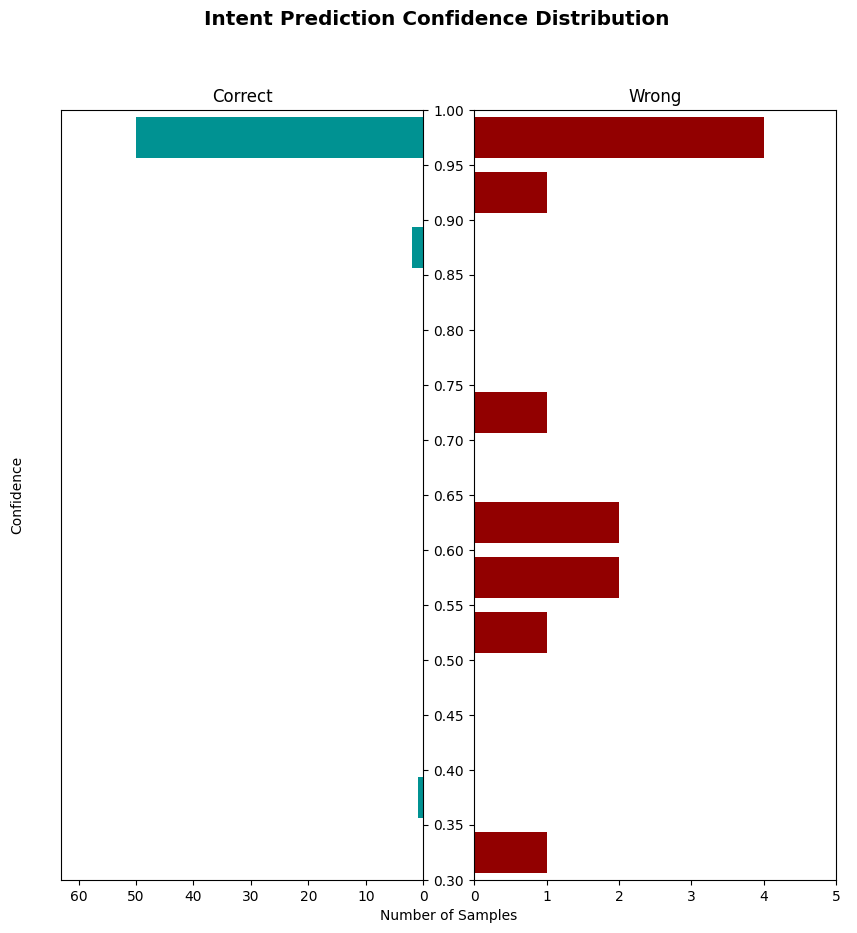 Intent Prediction Confidence Distribution
Correct
Wrong
1.00
0.95
0.90
0.85
0.80
0.75
0.70
0.65
0.60
0.55
0.50
0.45
0.40
0.35
0.30
Confidence
60 50 40 30 20 10 0
0 1 2 3 4 5
Number of Samples